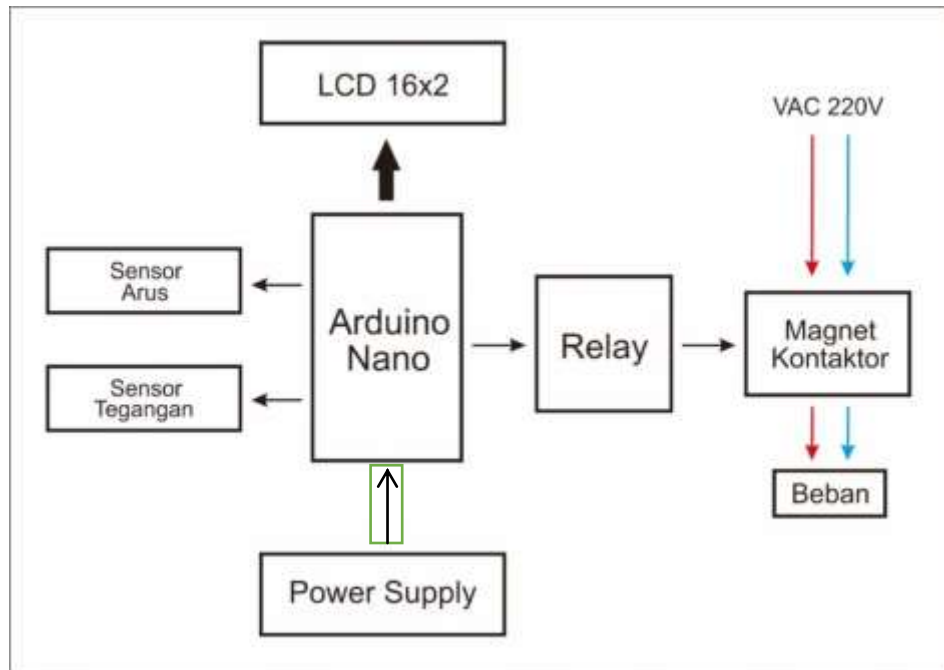 LCD 16x2
VAC 220V
Sensor
Arus
Arduino
Nano
Relay
Magnet
Kontaktor
Sensor
Tegangan
Beban
Power Supply